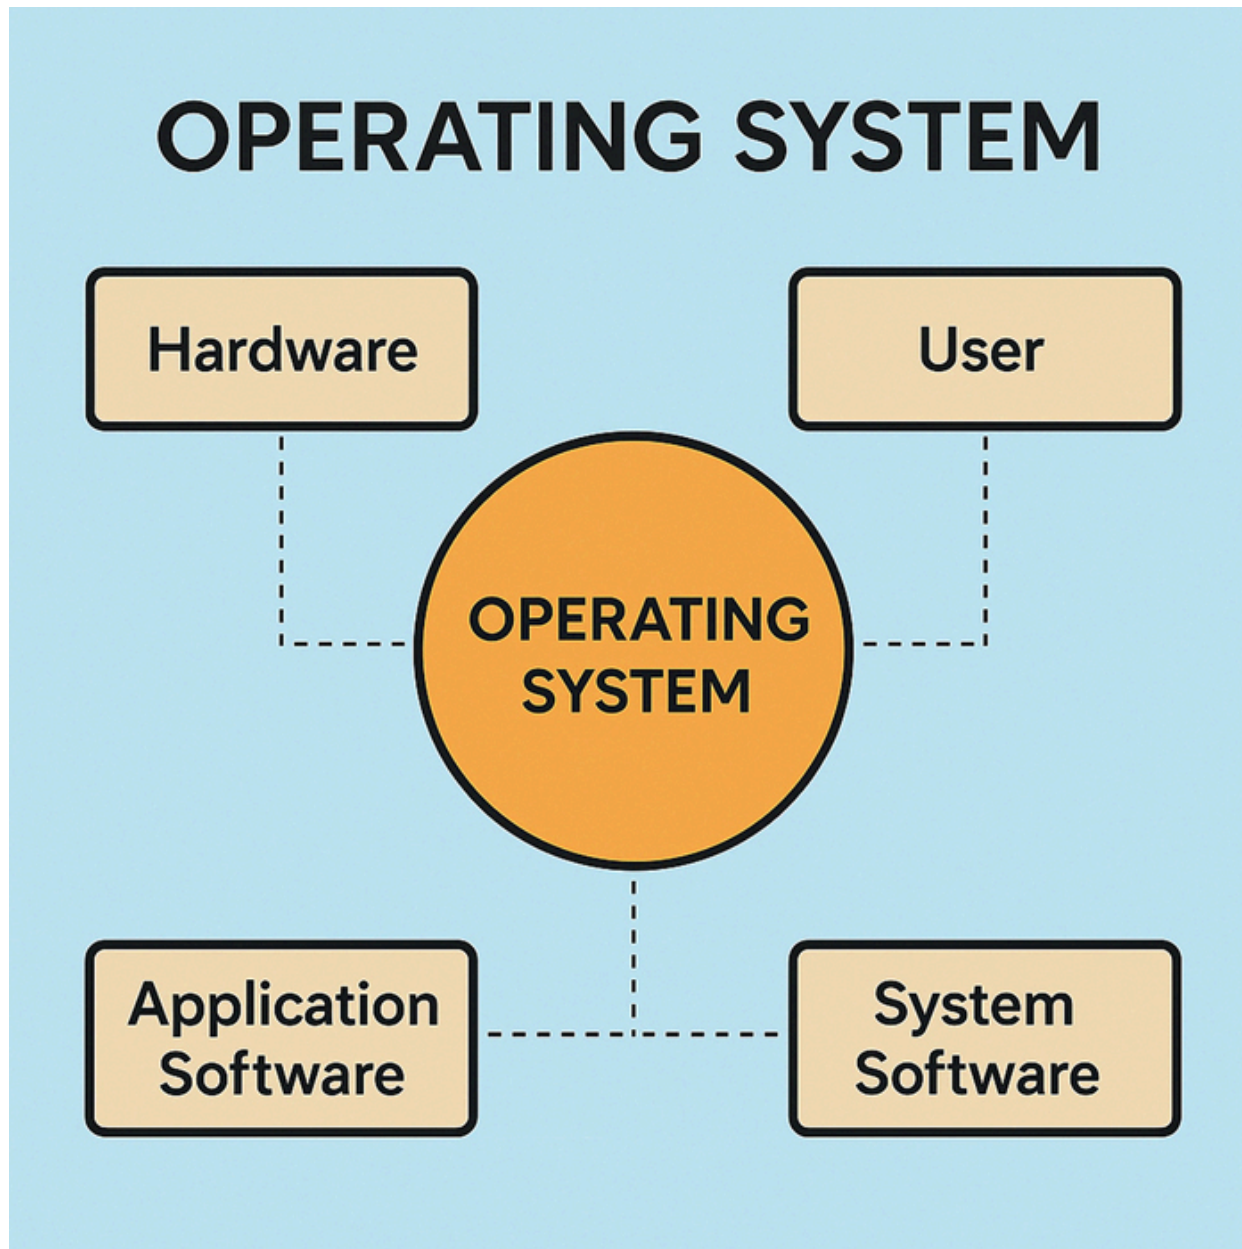 OPERATING SYSTEM
Hardware
User
OPERATING
SYSTEM
Application
Software
System
Software